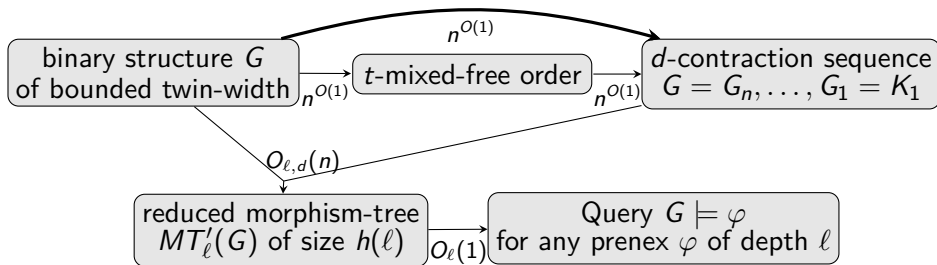 n^{O(1)}
binary structure G
of bounded twin-width
n^{O(1)}
t-mixed-free order
n^{O(1)}
d-contraction sequence
G = G_n, . . . , G_1 = K_1
O_{ℓ,d}(n)
reduced morphism-tree
MT'_ℓ(G) of size h(ℓ)
O_ℓ(1)
Query G ⊨ φ
for any prenex φ of depth ℓ